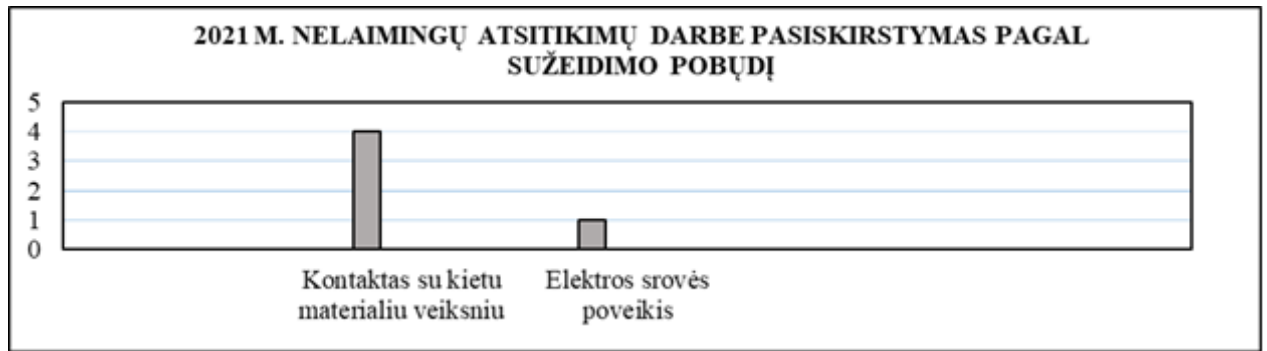 2021 M. NELAIMINGŲ ATSITIKIMŲ DARBE PASISKIRSTYMAS PAGAL
SUŽEIDIMO POBŪDĮ
5
4
3
2
1
0
Kontaktas su kietu
materialiu veiksniu
Elektros srovės
poveikis